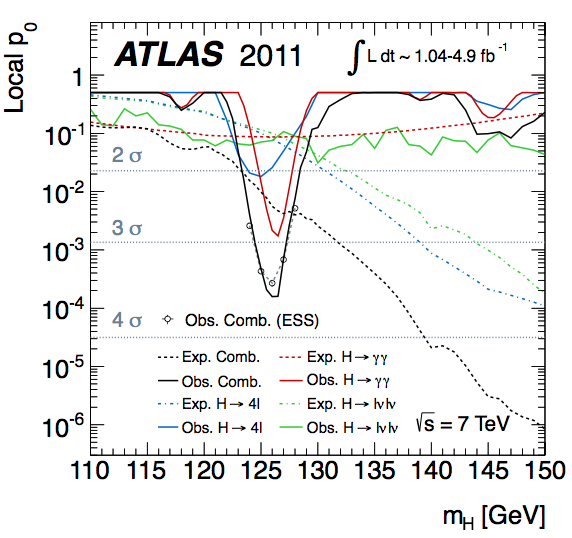 ATLAS 2011 ∫ L dt ~ 1.04-4.9 fb⁻¹
Local p₀
1
10⁻¹
2 σ
10⁻²
3 σ
10⁻³
10⁻⁴
4 σ
Obs. Comb. (ESS)
10⁻⁵
Exp. Comb. Exp. H→γγ
Obs. Comb. Obs. H→γγ
Exp. H→4l Exp. H→lνlν
Obs. H→4l Obs. H→lνlν
10⁻⁶
√s = 7 TeV
110 115 120 125 130 135 140 145 150
m_H [GeV]